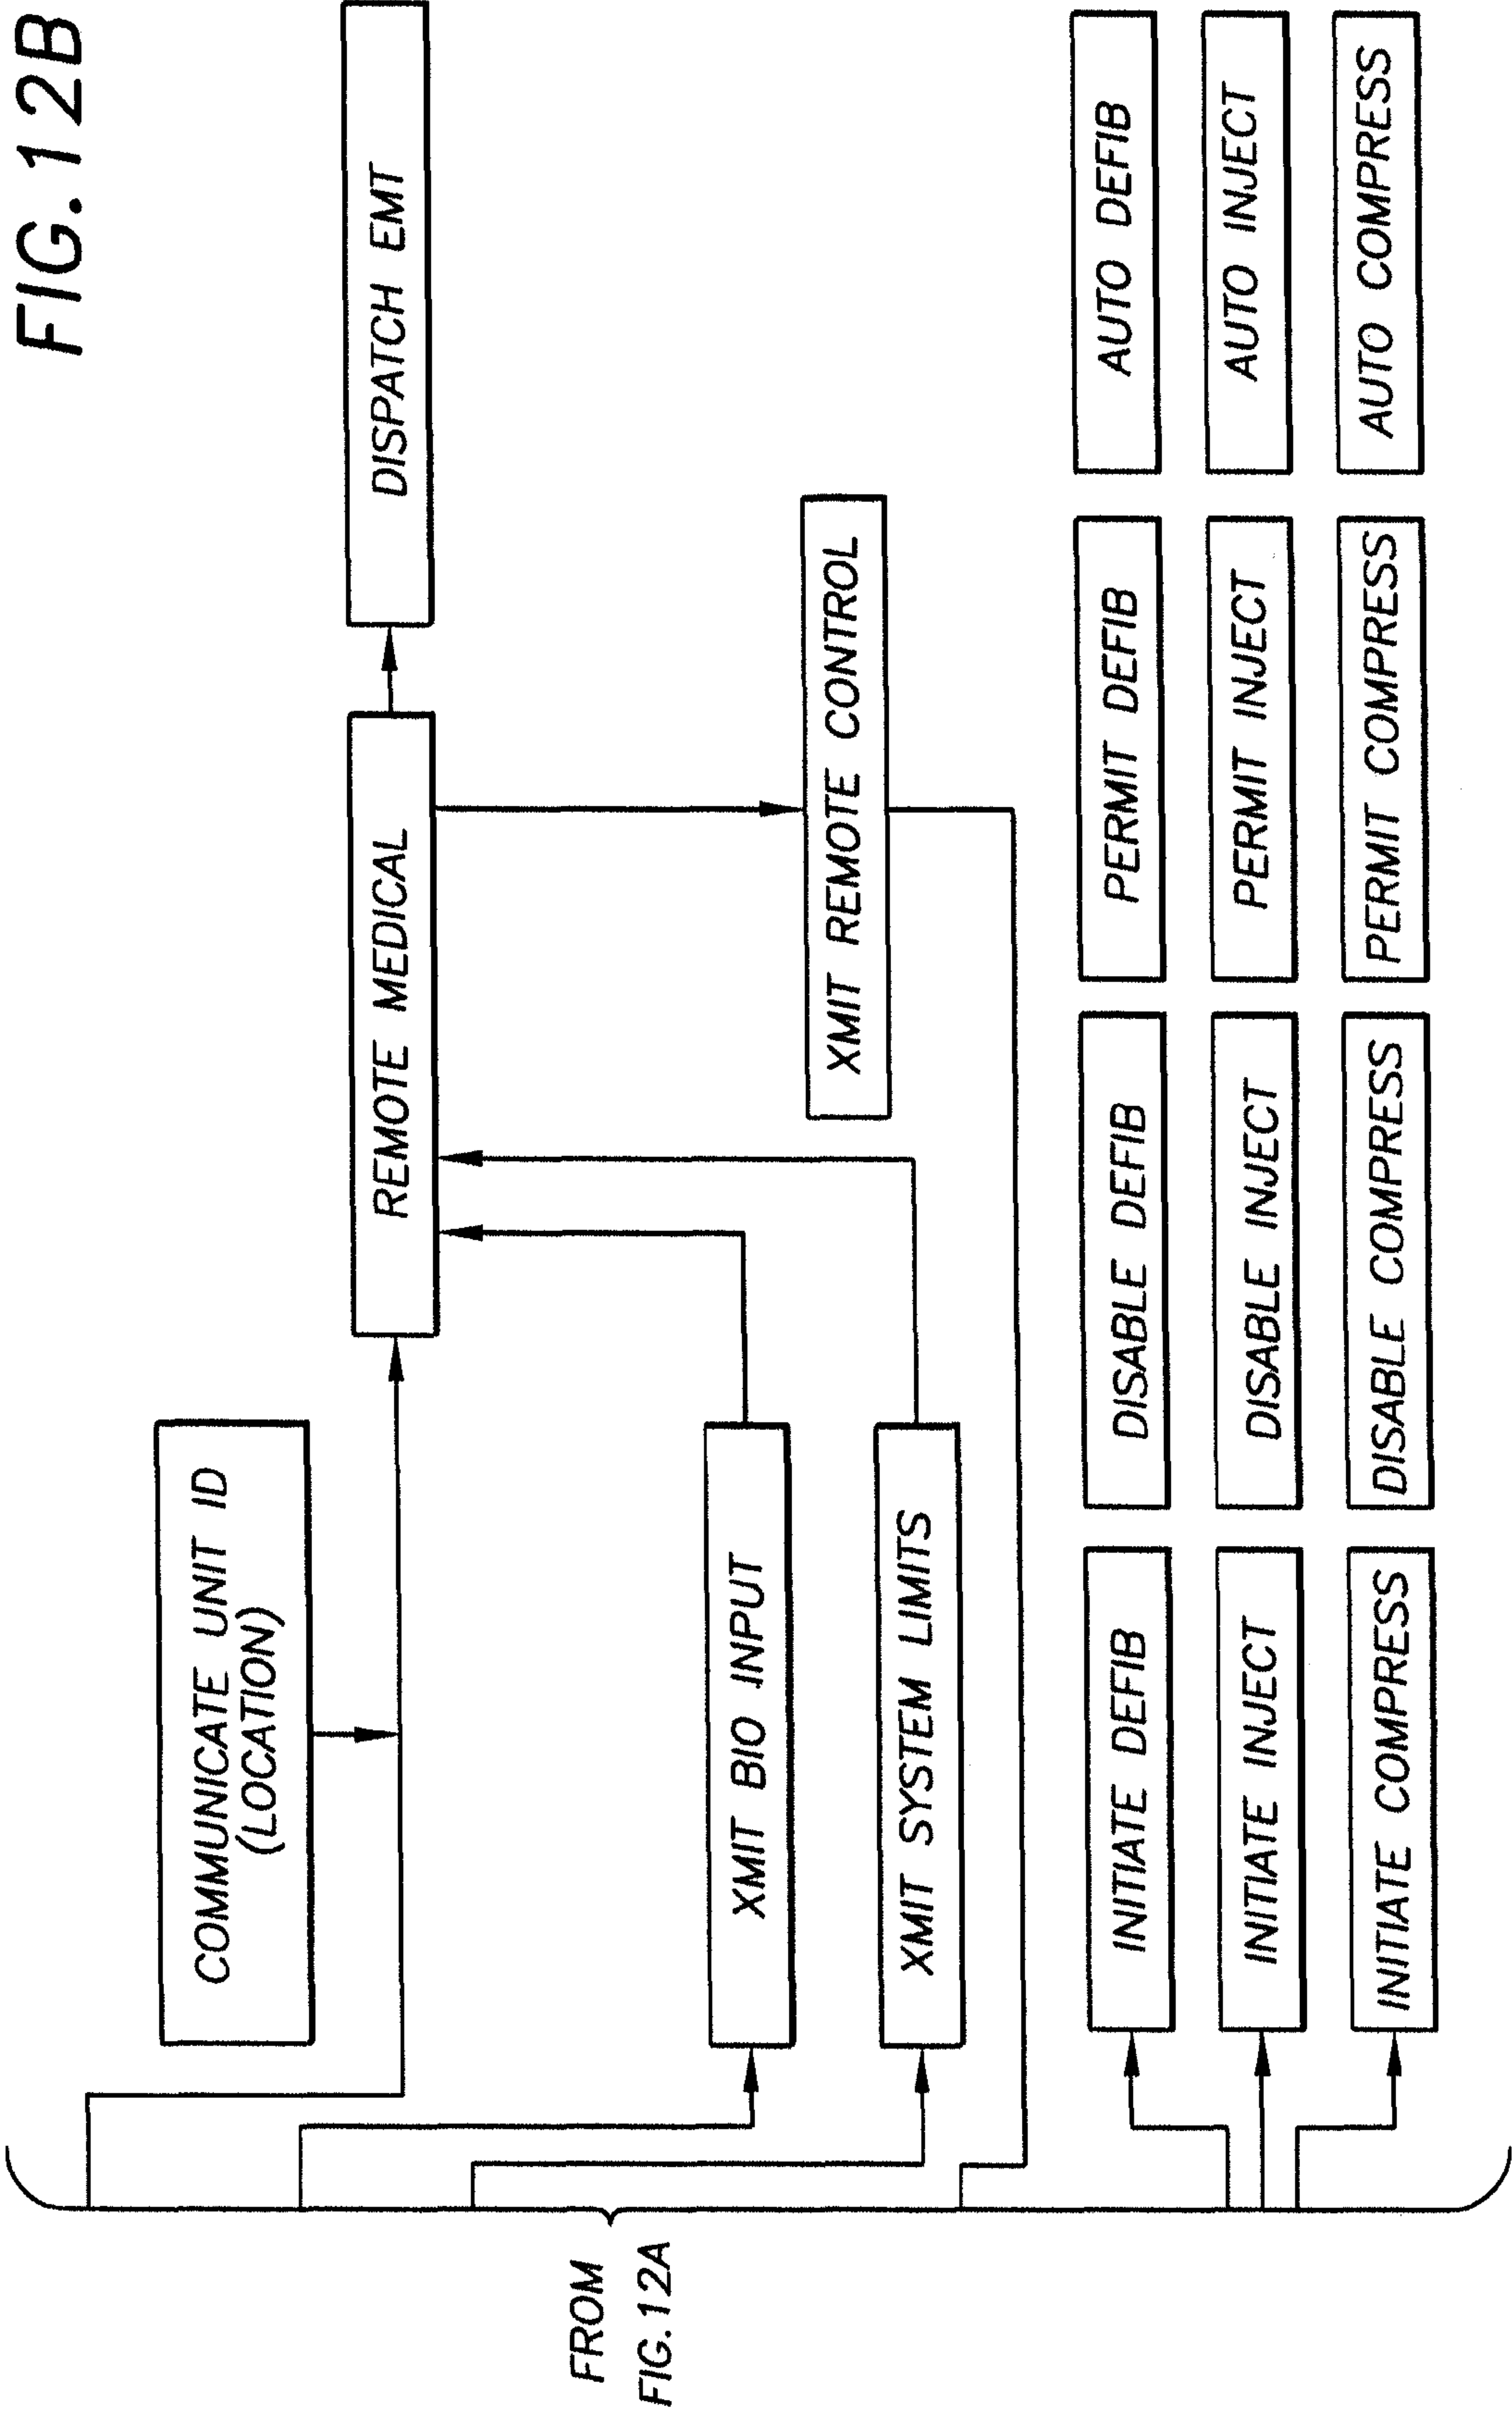 FIG. 12B
COMMUNICATE UNIT ID
(LOCATION)
REMOTE MEDICAL
DISPATCH EMT
XMIT BIO INPUT
XMIT SYSTEM LIMITS
XMIT REMOTE CONTROL
FROM
FIG. 12A
INITIATE DEFIB
DISABLE DEFIB
PERMIT DEFIB
AUTO DEFIB
INITIATE INJECT
DISABLE INJECT
PERMIT INJECT
AUTO INJECT
INITIATE COMPRESS
DISABLE COMPRESS
PERMIT COMPRESS
AUTO COMPRESS